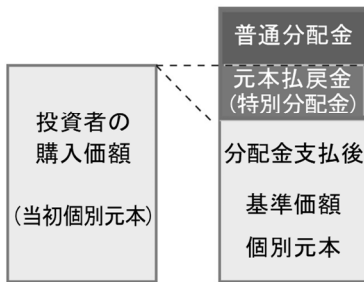 投資者の
購入価額
(当初個別元本)
普通分配金
元本払戻金
(特別分配金)
分配金支払後
基準価額
個別元本